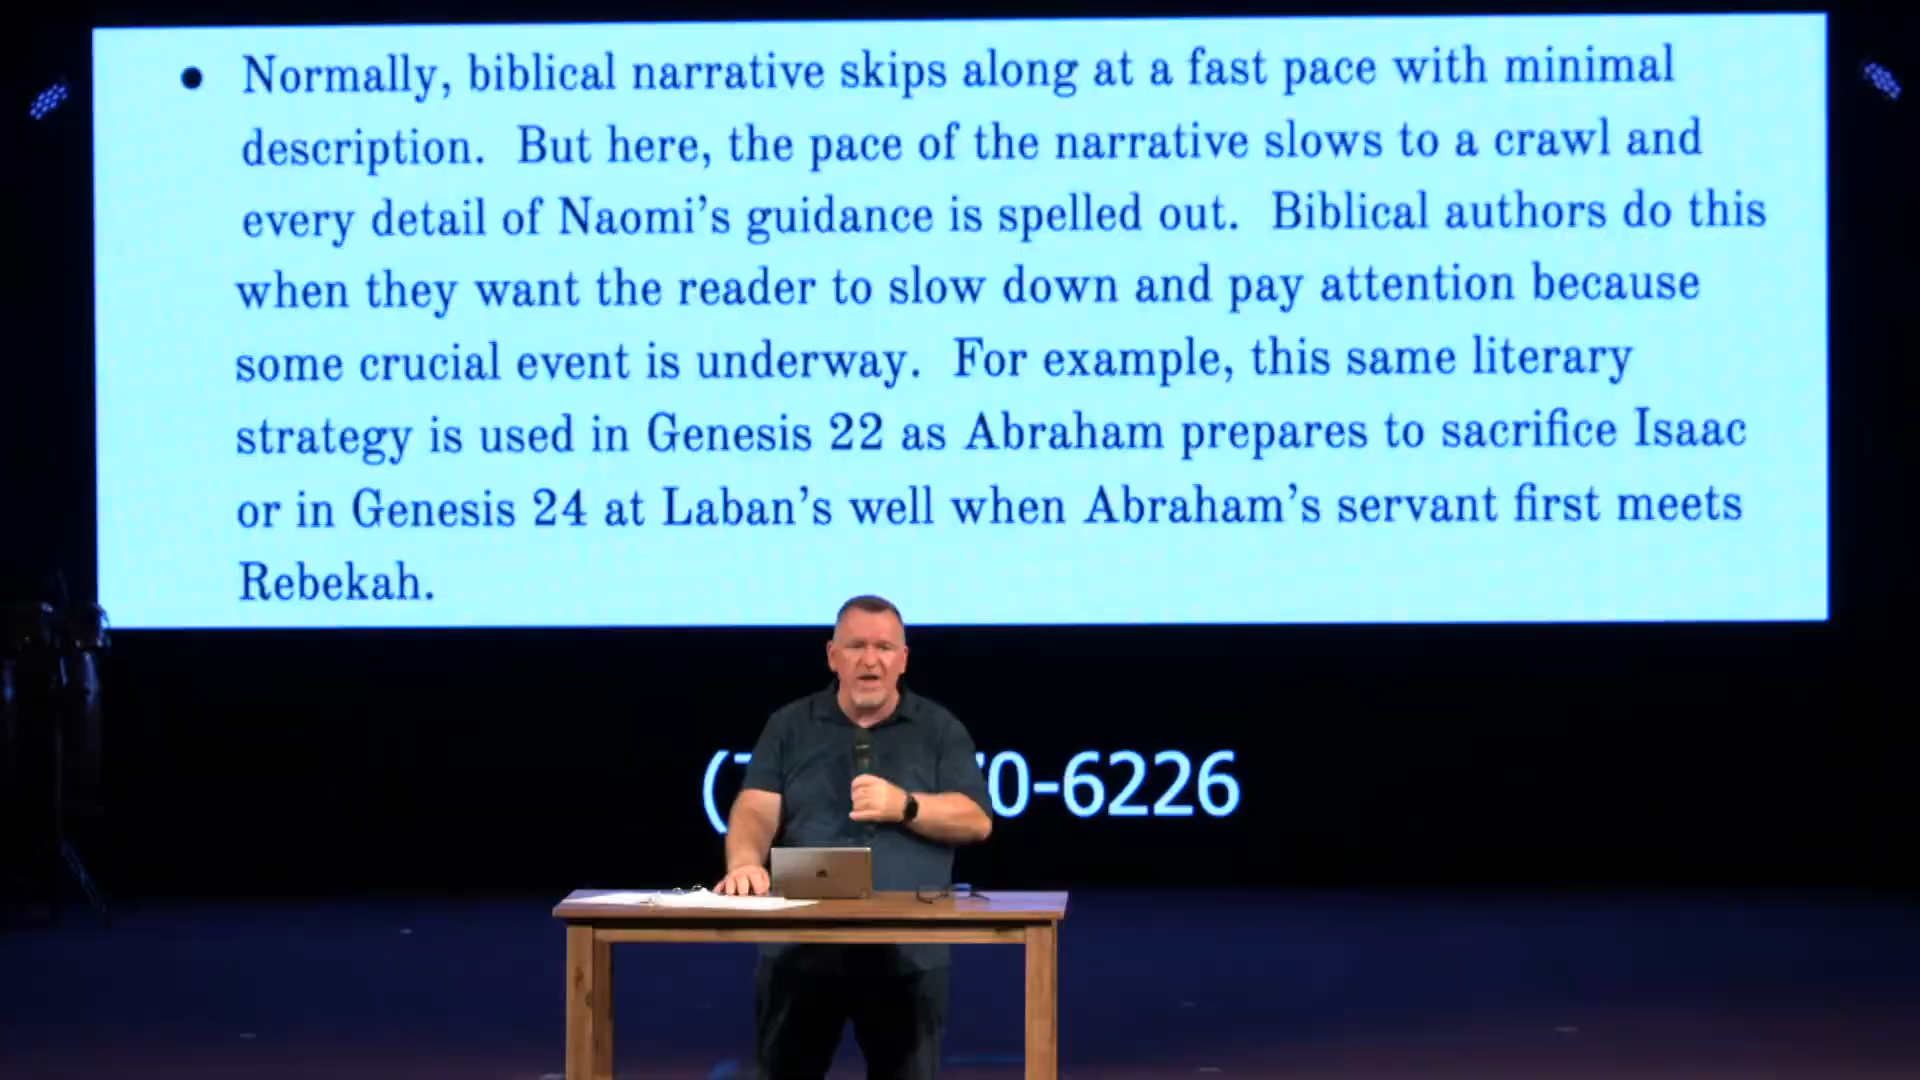 • Normally, biblical narrative skips along at a fast pace with minimal
description. But here, the pace of the narrative slows to a crawl and
every detail of Naomi's guidance is spelled out. Biblical authors do this
when they want the reader to slow down and pay attention because
some crucial event is underway. For example, this same literary
strategy is used in Genesis 22 as Abraham prepares to sacrifice Isaac
or in Genesis 24 at Laban's well when Abraham's servant first meets
Rebekah.
0-6226